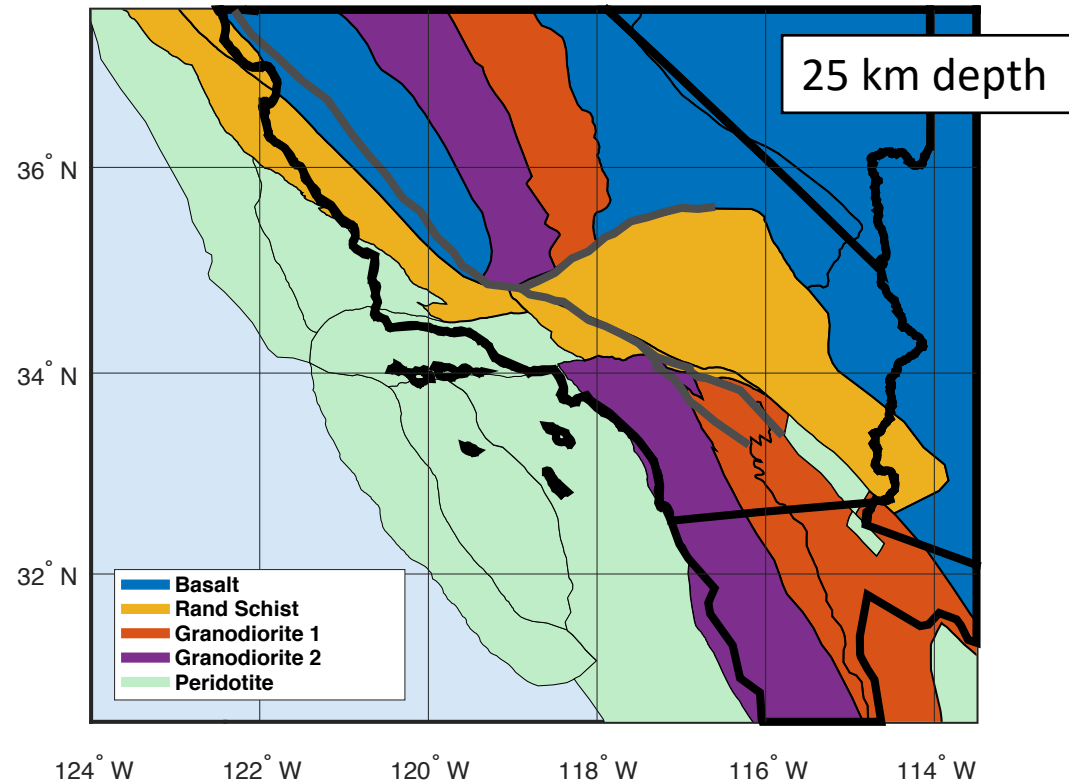 25 km depth
36° N
34° N
32° N
Basalt
Rand Schist
Granodiorite 1
Granodiorite 2
Peridotite
124° W 122° W 120° W 118° W 116° W 114° W